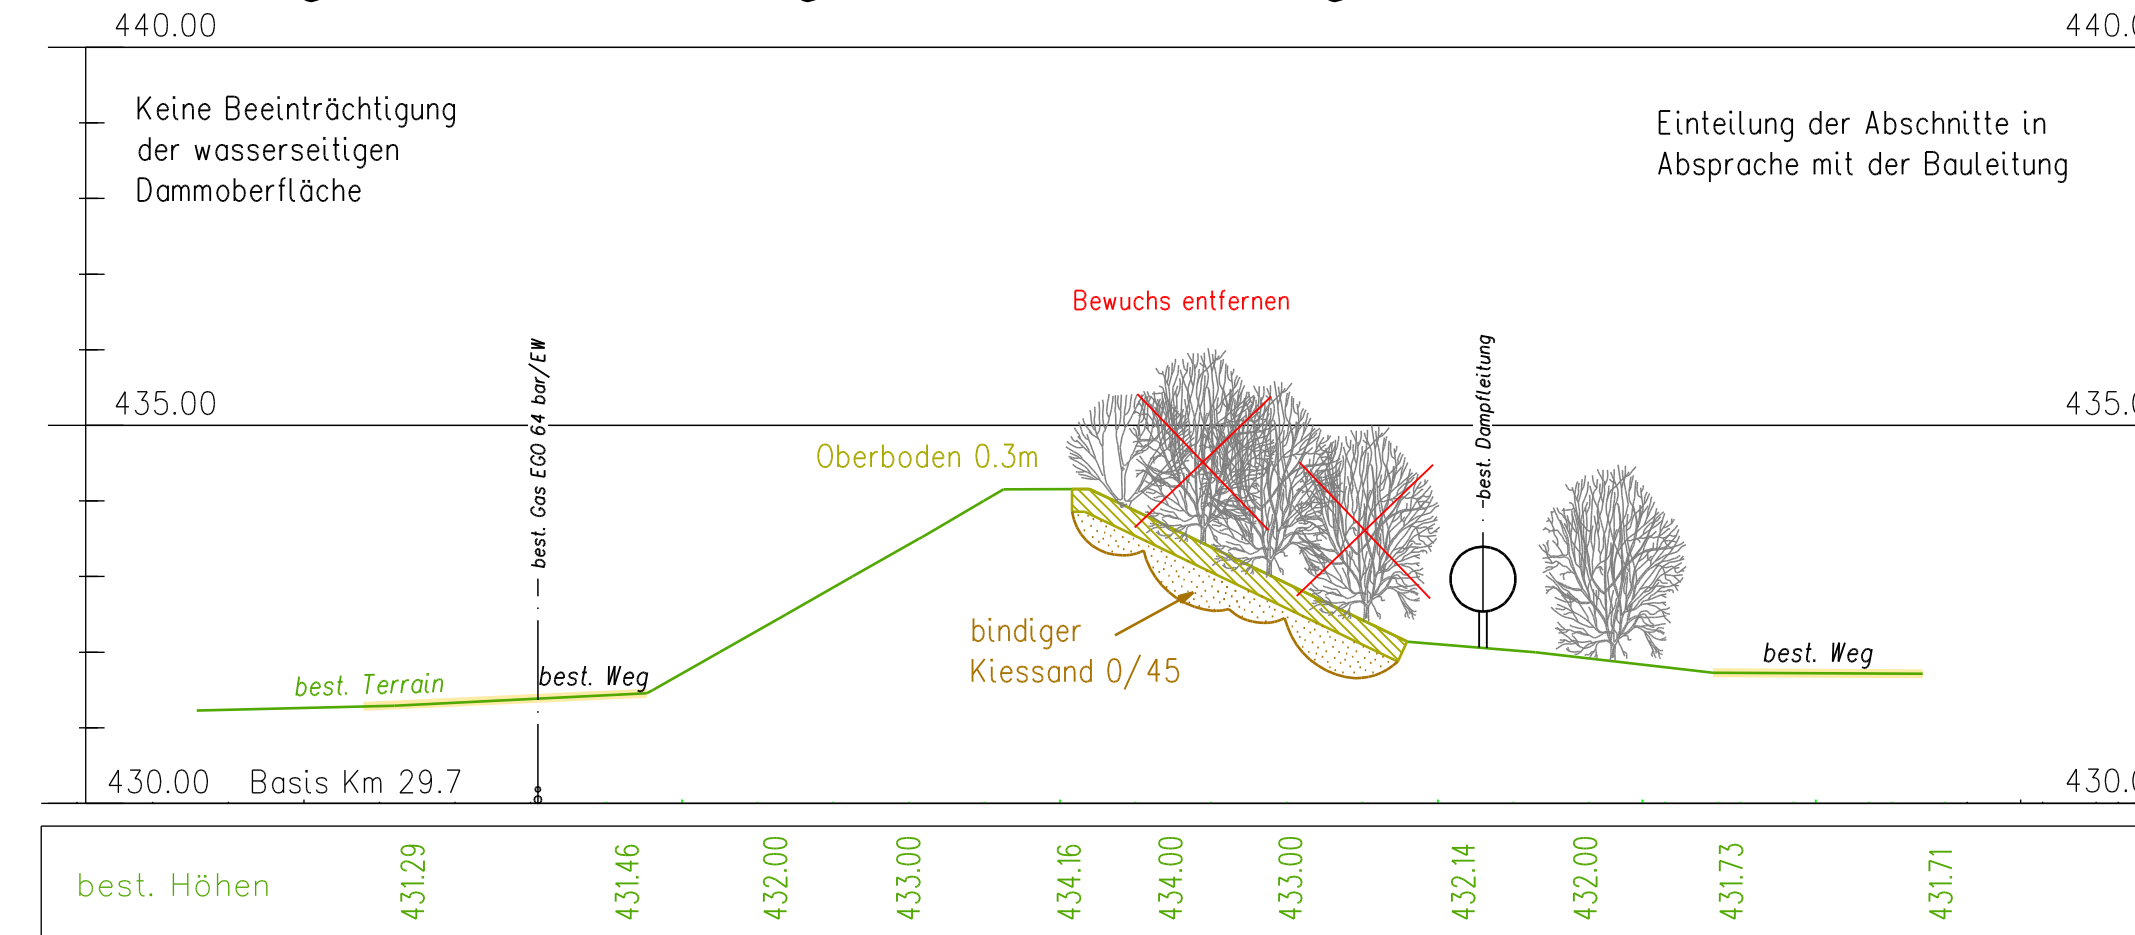 440.00
440.0
Keine Beeinträchtigung
der wasserseitigen
Dammoberfläche
Einteilung der Abschnitte in
Absprache mit der Bauleitung
Bewuchs entfernen
best. Gas EGO 64 bar/EW
best. Dampfleitung
435.00
435.0
Oberboden 0.3m
bindiger
Kiessand 0/45
best. Terrain
best. Weg
best. Weg
430.00 Basis Km 29.7
430.0
best. Höhen
431.29
431.46
432.00
433.00
434.16
434.00
433.00
432.14
432.00
431.73
431.71